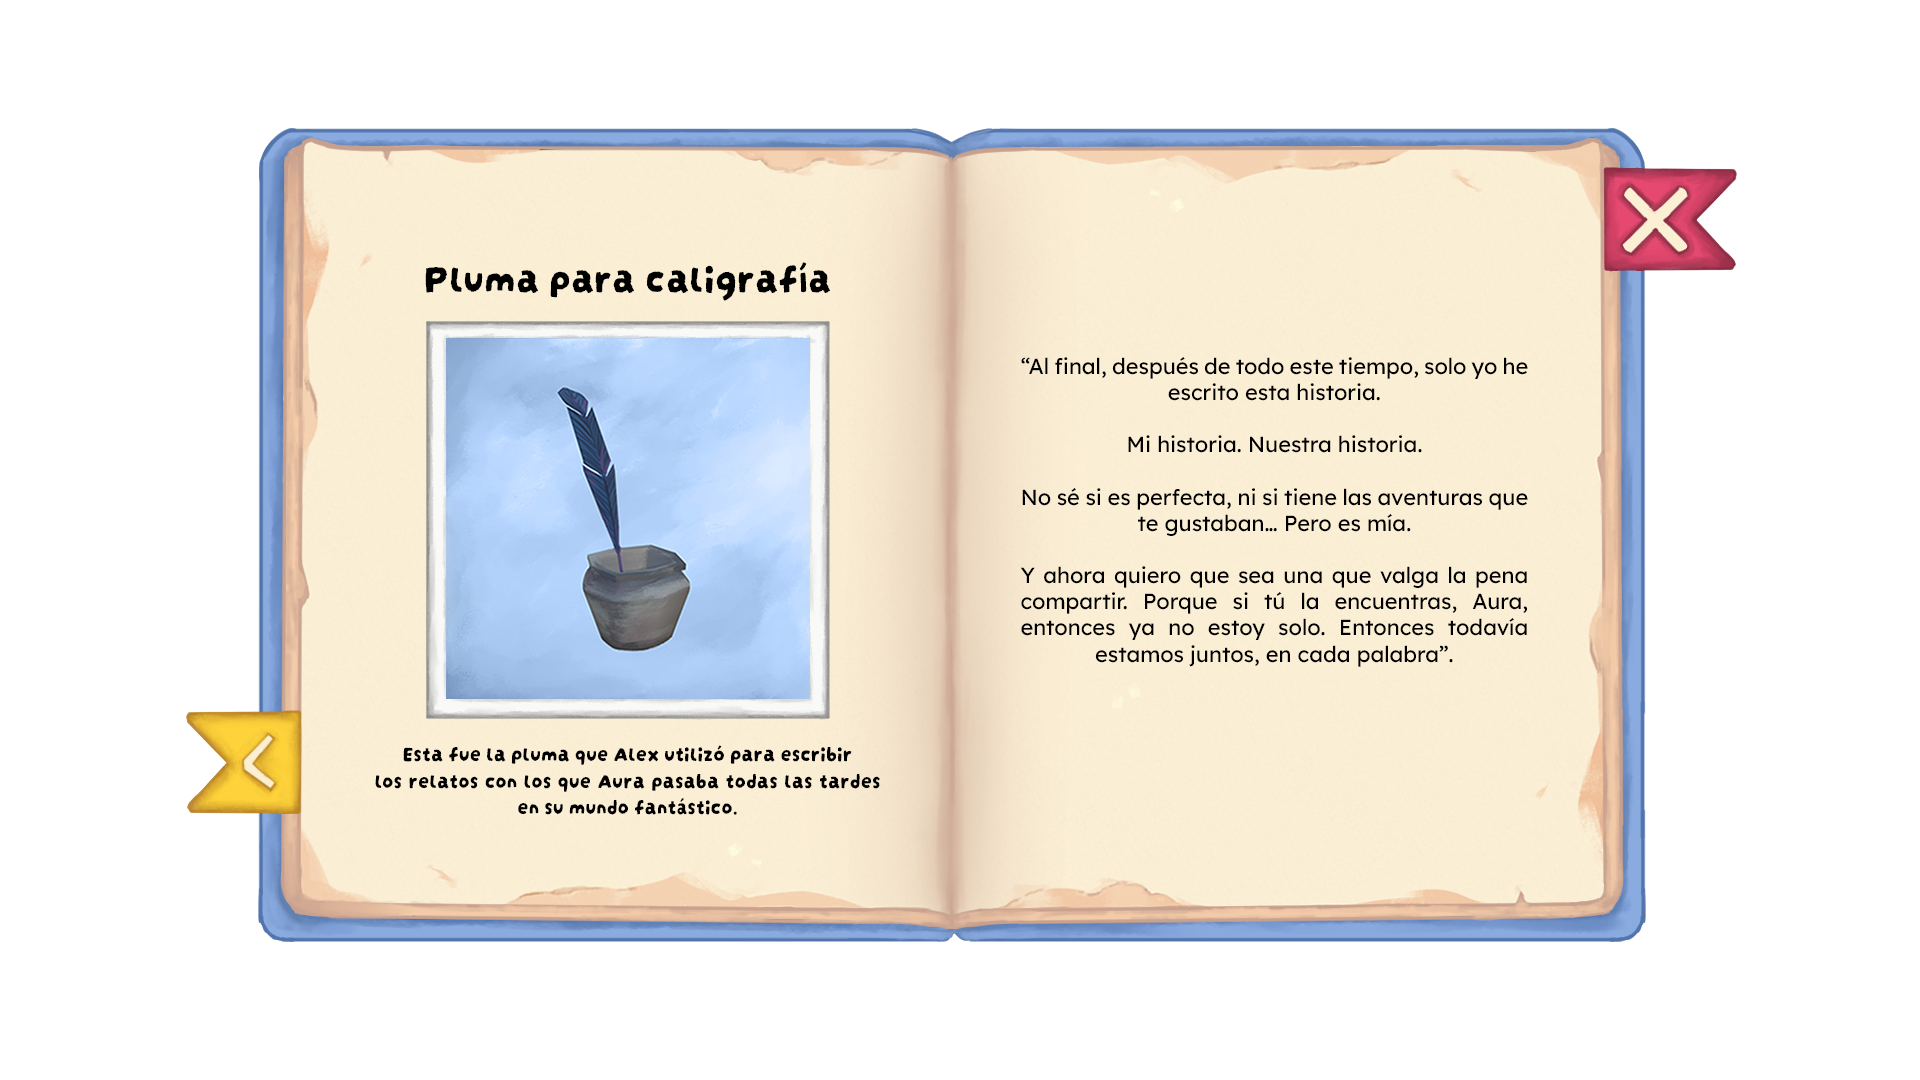 Pluma para caligrafía
Esta fue la pluma que Alex utilizó para escribir
los relatos con los que Aura pasaba todas las tardes
en su mundo fantástico.
“Al final, después de todo este tiempo, solo yo he
escrito esta historia.
Mi historia. Nuestra historia.
No sé si es perfecta, ni si tiene las aventuras que
te gustaban... Pero es mía.
Y ahora quiero que sea una que valga la pena
compartir. Porque si tú la encuentras, Aura,
entonces ya no estoy solo. Entonces todavía
estamos juntos, en cada palabra”.